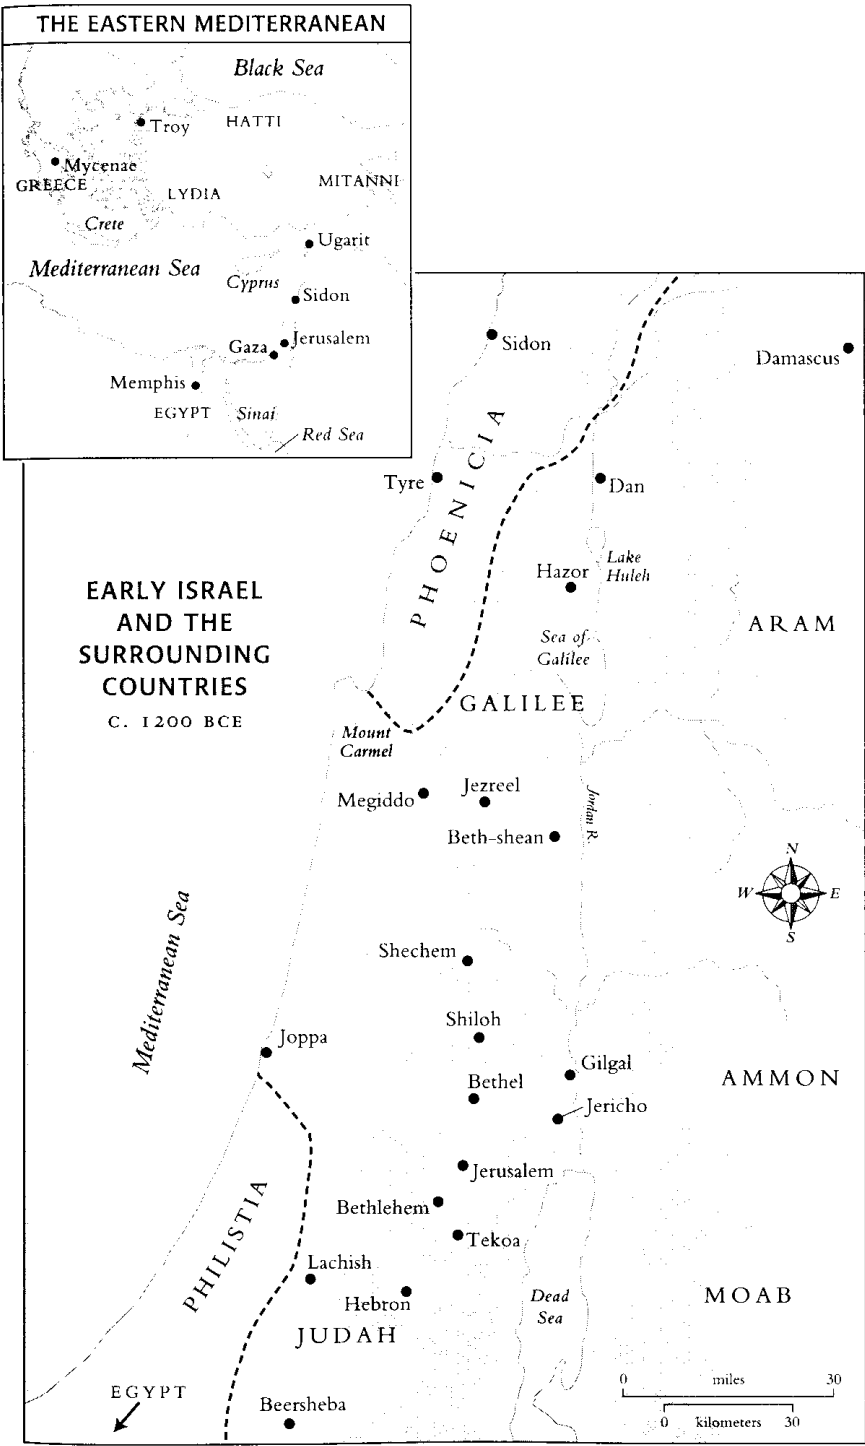 THE EASTERN MEDITERRANEAN
Black Sea
Troy
HATTI
Mycenae
GREECE
LYDIA
MITANNI
Crete
Ugarit
Mediterranean Sea
Cyprus
Sidon
Jerusalem
Gaza
Memphis
EGYPT
Sinai
Red Sea
EARLY ISRAEL
AND THE
SURROUNDING
COUNTRIES
C. 1200 BCE
Sidon
Damascus
PHOENICIA
Tyre
Dan
Lake
Huleh
Hazor
ARAM
Sea of
Galilee
GALILEE
Mount
Carmel
Megiddo
Jezreel
Jordan R.
Beth-shean
N
W
E
S
Mediterranean Sea
Shechem
Shiloh
Joppa
Gilgal
Bethel
AMMON
Jericho
Jerusalem
Bethlehem
Tekoa
PHILISTIA
Lachish
Hebron
Dead
Sea
MOAB
JUDAH
EGYPT
Beersheba
0 miles 30
0 kilometers 30